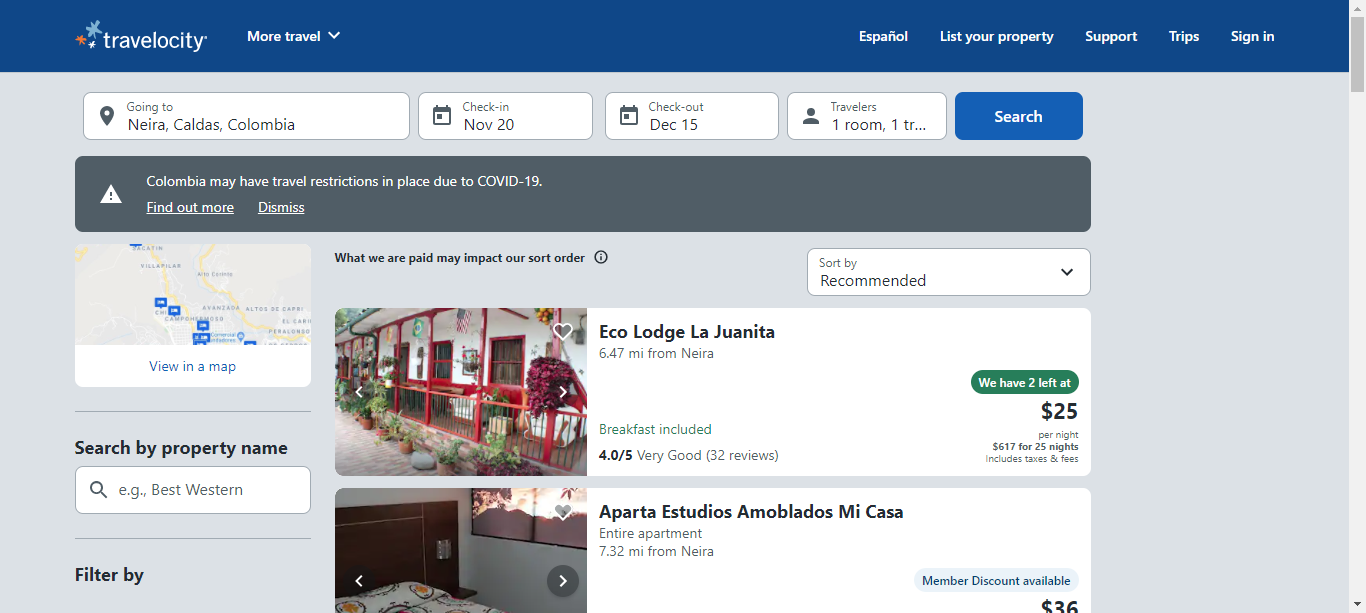 travelocity
More travel
Español
List your property
Support
Trips
Sign in
Going to
Neira, Caldas, Colombia
Check-in
Nov 20
Check-out
Dec 15
Travelers
1 room, 1 tr...
Search
Colombia may have travel restrictions in place due to COVID-19.
Find out more
Dismiss
VILLAPILAR
Alto Cermo
AVANZADA
ALTOS DE CAPRI
CAMPOHERMOSO
EL CARIB
PERALONSO
Comercial
View in a map
Search by property name
e.g., Best Western
Filter by
What we are paid may impact our sort order
Sort by
Recommended
Eco Lodge La Juanita
6.47 mi from Neira
Breakfast included
4.0/5 Very Good (32 reviews)
We have 2 left at
$25
per night
$617 for 25 nights
Includes taxes & fees
Aparta Estudios Amoblados Mi Casa
Entire apartment
7.32 mi from Neira
Member Discount available
$36